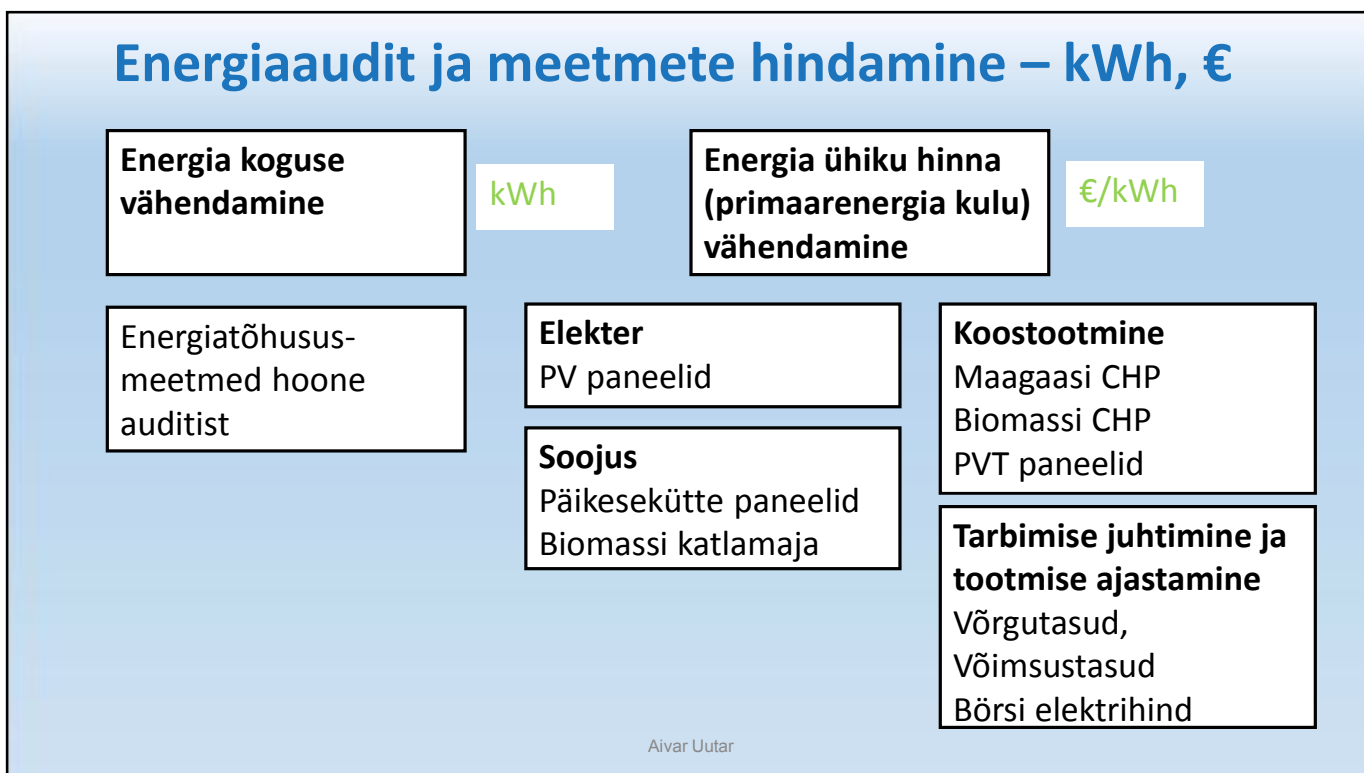 Energiaaudit ja meetmete hindamine – kWh, €
Energia koguse
vähendamine
kWh
Energia ühiku hinna
(primaarenergia kulu)
vähendamine
€/kWh
Energiatõhusus-
meetmed hoone
auditist
Elekter
PV paneelid
Soojus
Päikesekütte paneelid
Biomassi katlamaja
Koostootmine
Maagaasi CHP
Biomassi CHP
PVT paneelid
Tarbimise juhtimine ja
tootmise ajastamine
Võrgutasud,
Võimsustasud
Börsi elektrihind
Aivar Uutar